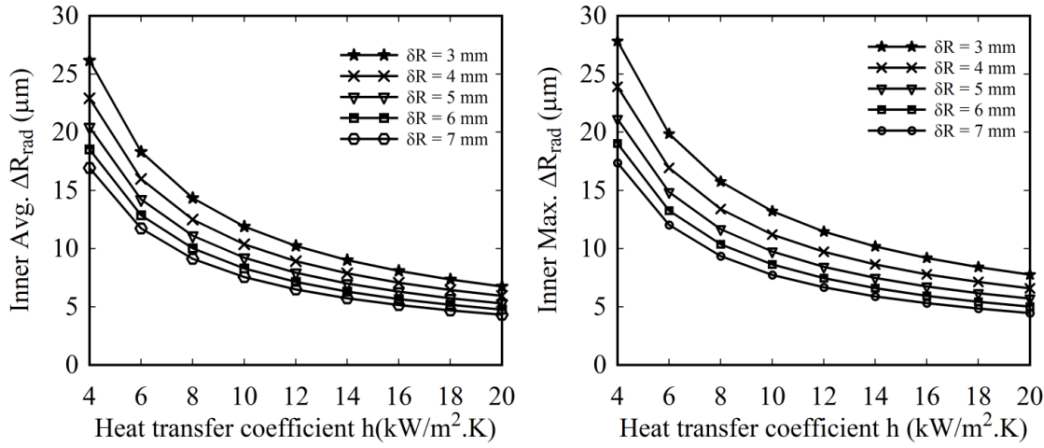 30
25
20
15
10
5
0
Inner Avg. ΔR_rad (μm)
δR = 3 mm
δR = 4 mm
δR = 5 mm
δR = 6 mm
δR = 7 mm
4 6 8 10 12 14 16 18 20
Heat transfer coefficient h(kW/m².K)
30
25
20
15
10
5
0
Inner Max. ΔR_rad (μm)
δR = 3 mm
δR = 4 mm
δR = 5 mm
δR = 6 mm
δR = 7 mm
4 6 8 10 12 14 16 18 20
Heat transfer coefficient h (kW/m².K)